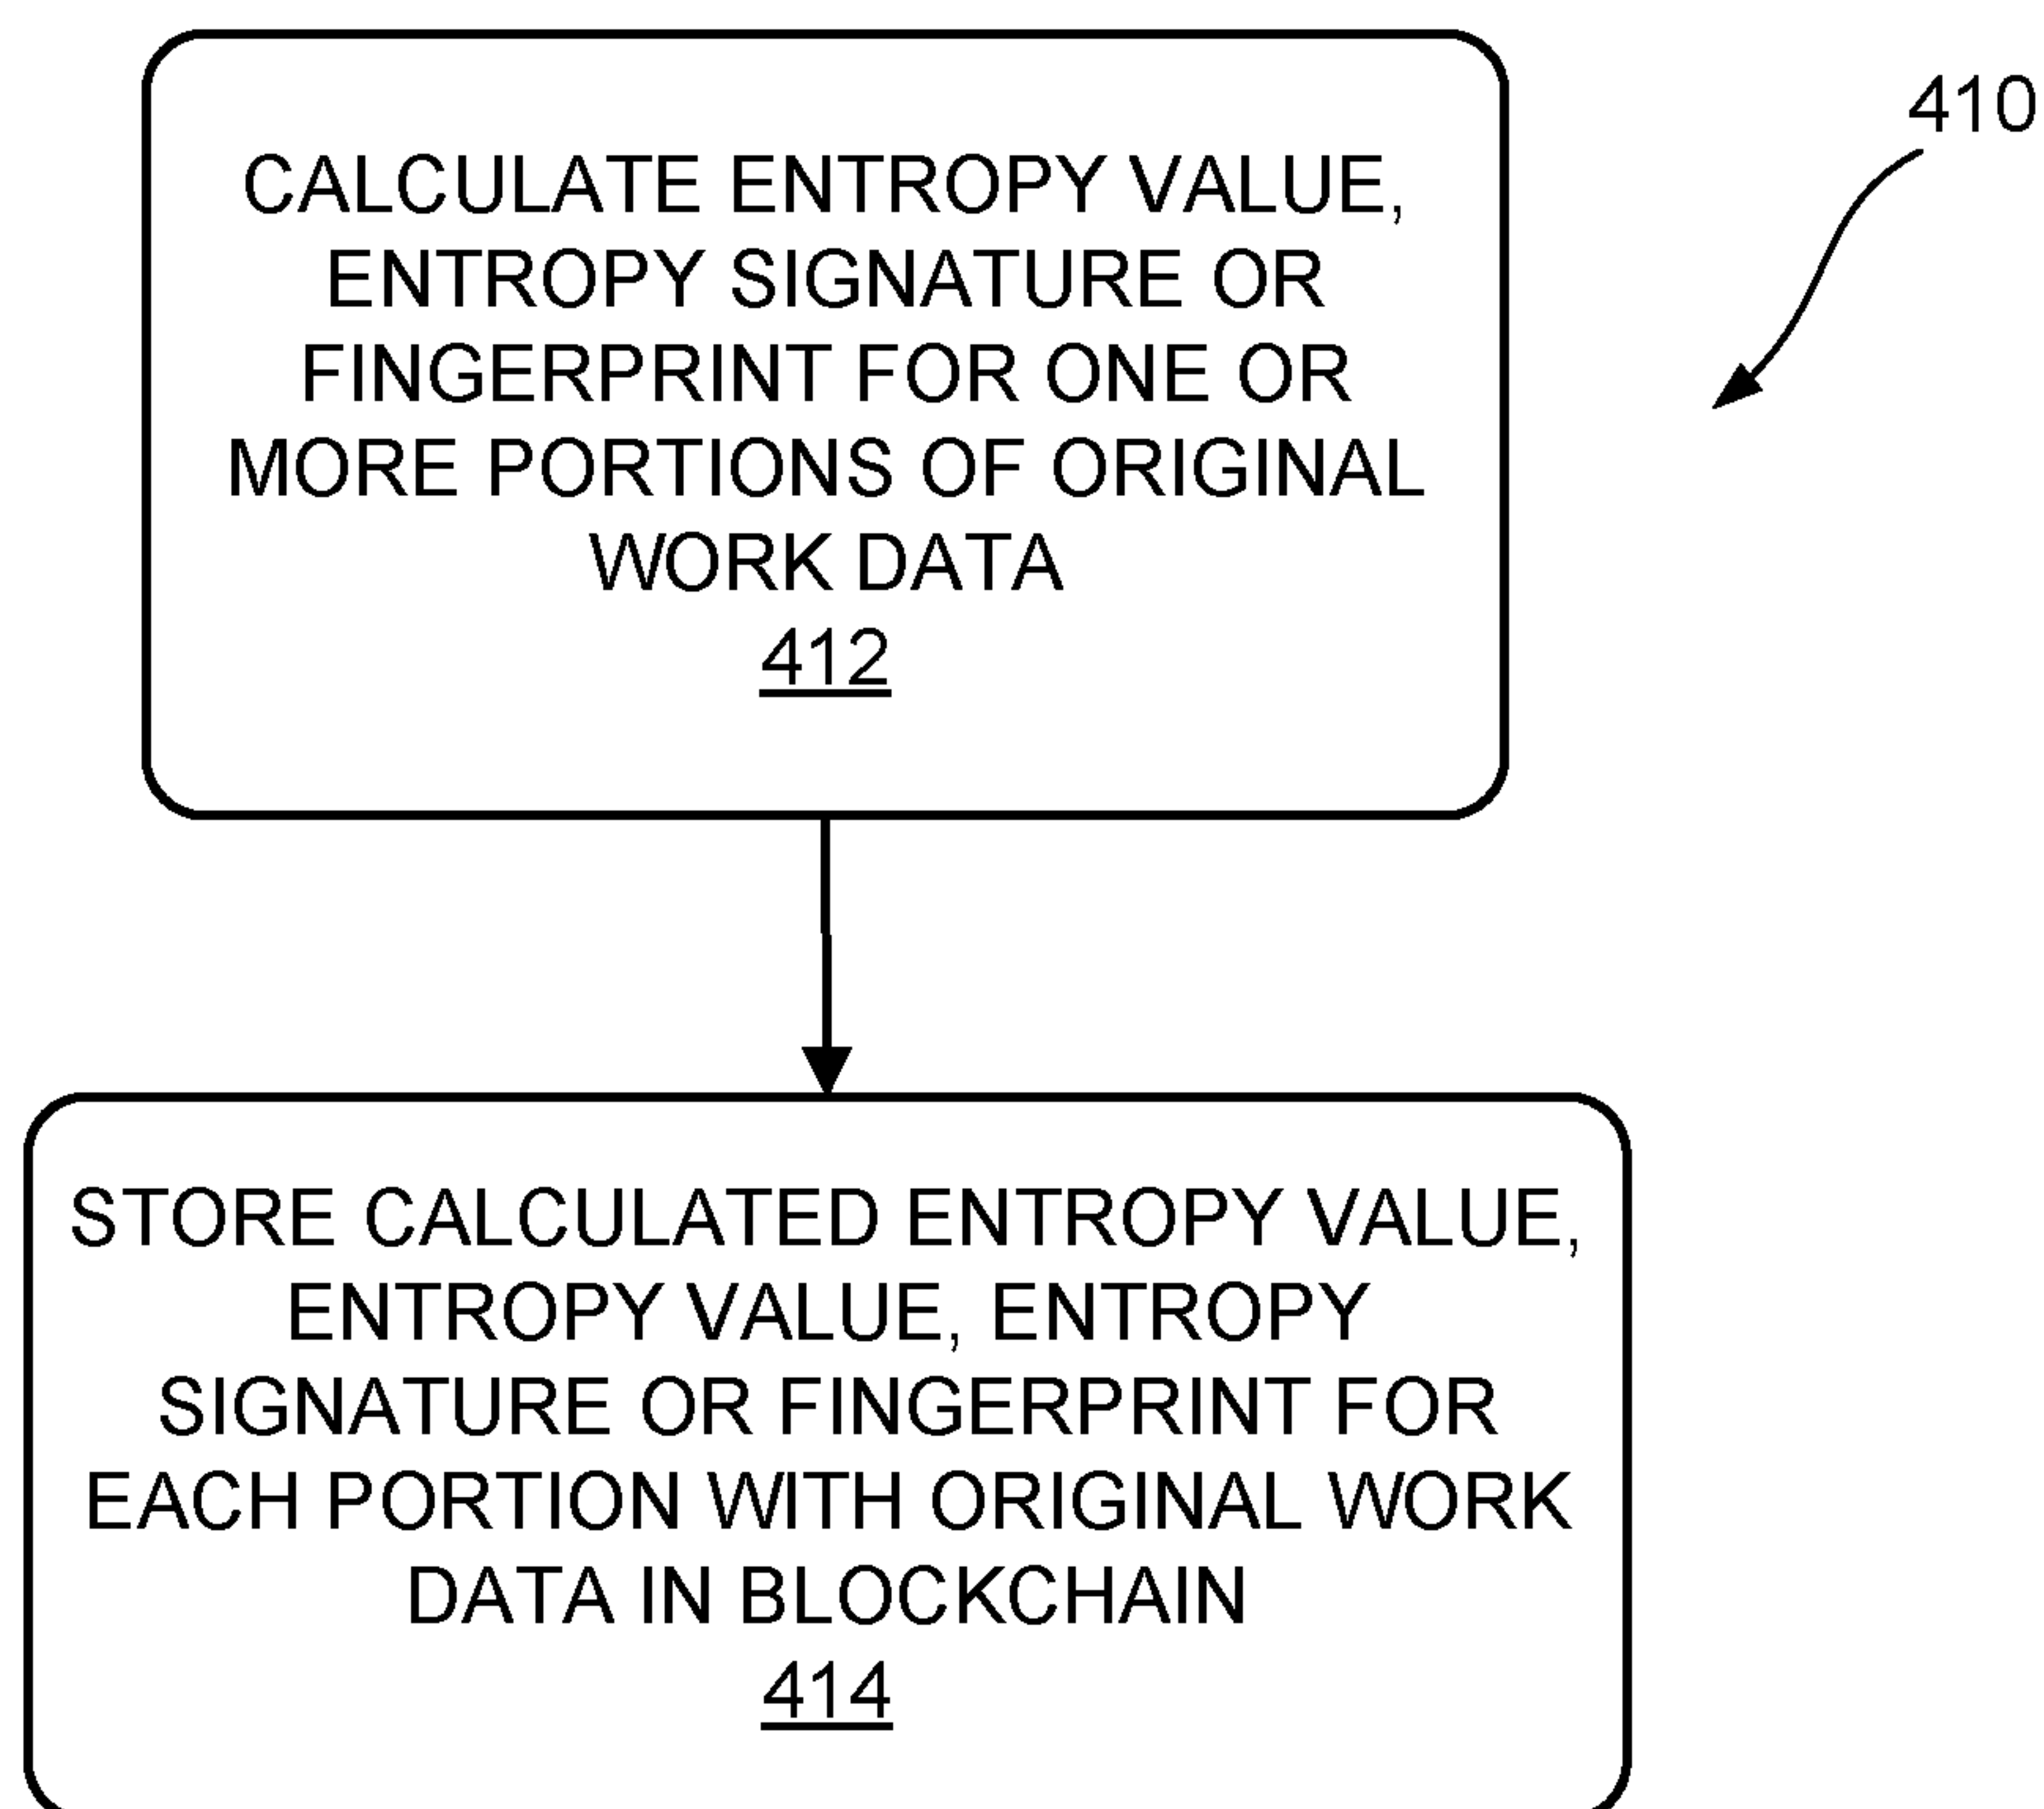 410
CALCULATE ENTROPY VALUE,
ENTROPY SIGNATURE OR
FINGERPRINT FOR ONE OR
MORE PORTIONS OF ORIGINAL
WORK DATA
412
STORE CALCULATED ENTROPY VALUE,
ENTROPY VALUE, ENTROPY
SIGNATURE OR FINGERPRINT FOR
EACH PORTION WITH ORIGINAL WORK
DATA IN BLOCKCHAIN
414